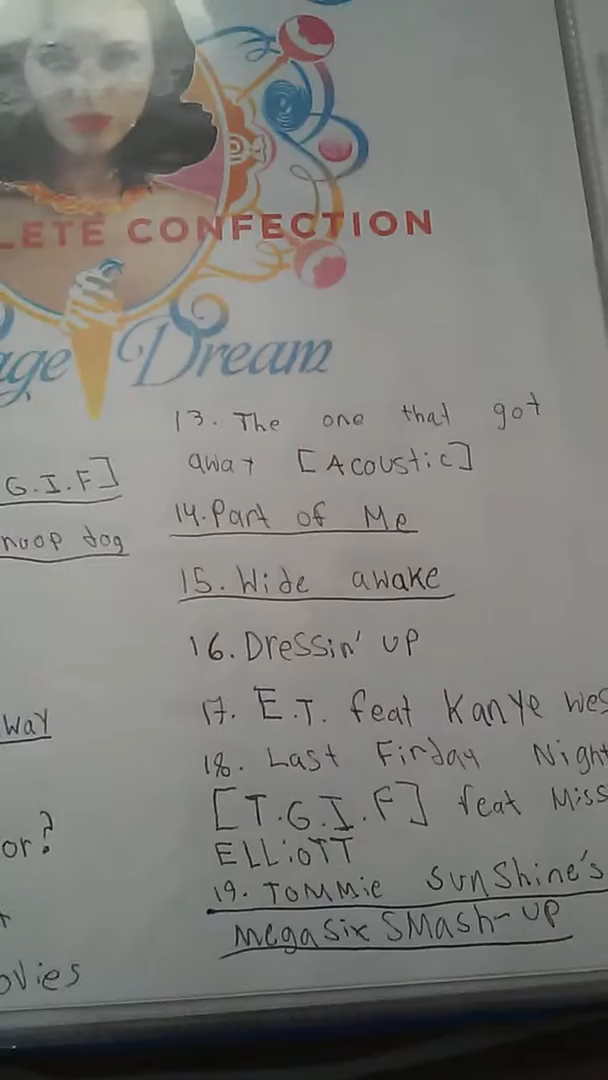 LETE CONFECTION
age Dream
G.I.F]
noop dog
way
or?
ovies
13. The one that got
away [Acoustic]
14. Part of Me
15. Wide awake
16. Dressin' up
17. E.T. feat Kanye Wes
18. Last Firday Night
[T.G.I.F] feat Miss
ELLiOTT
19. TOMMie SunShine's
megasix SMash-up